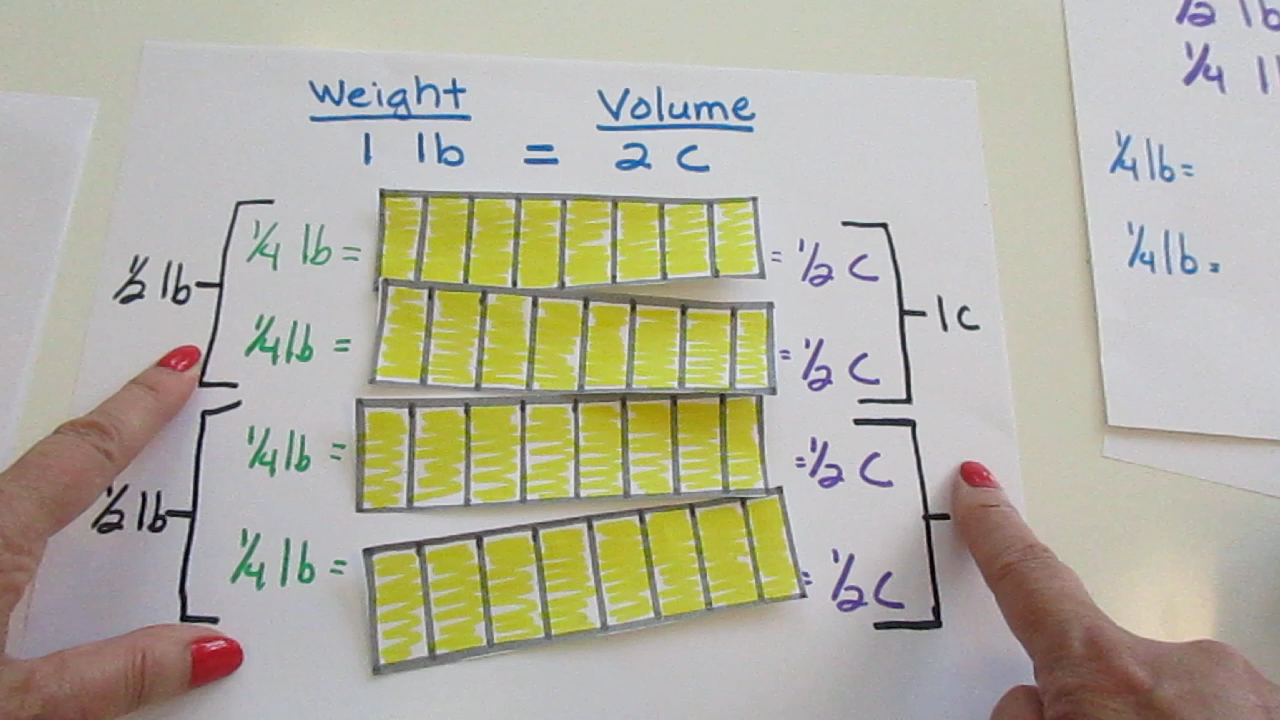 Weight Volume
1 lb = 2 C
1/4 lb = = 1/2 C
1/2 lb 1 C
1/4 lb = = 1/2 C
1/4 lb = = 1/2 C
1/2 lb
1/4 lb = = 1/2 C
1/2 lb
1/4 l
1/4 lb =
1/4 lb =